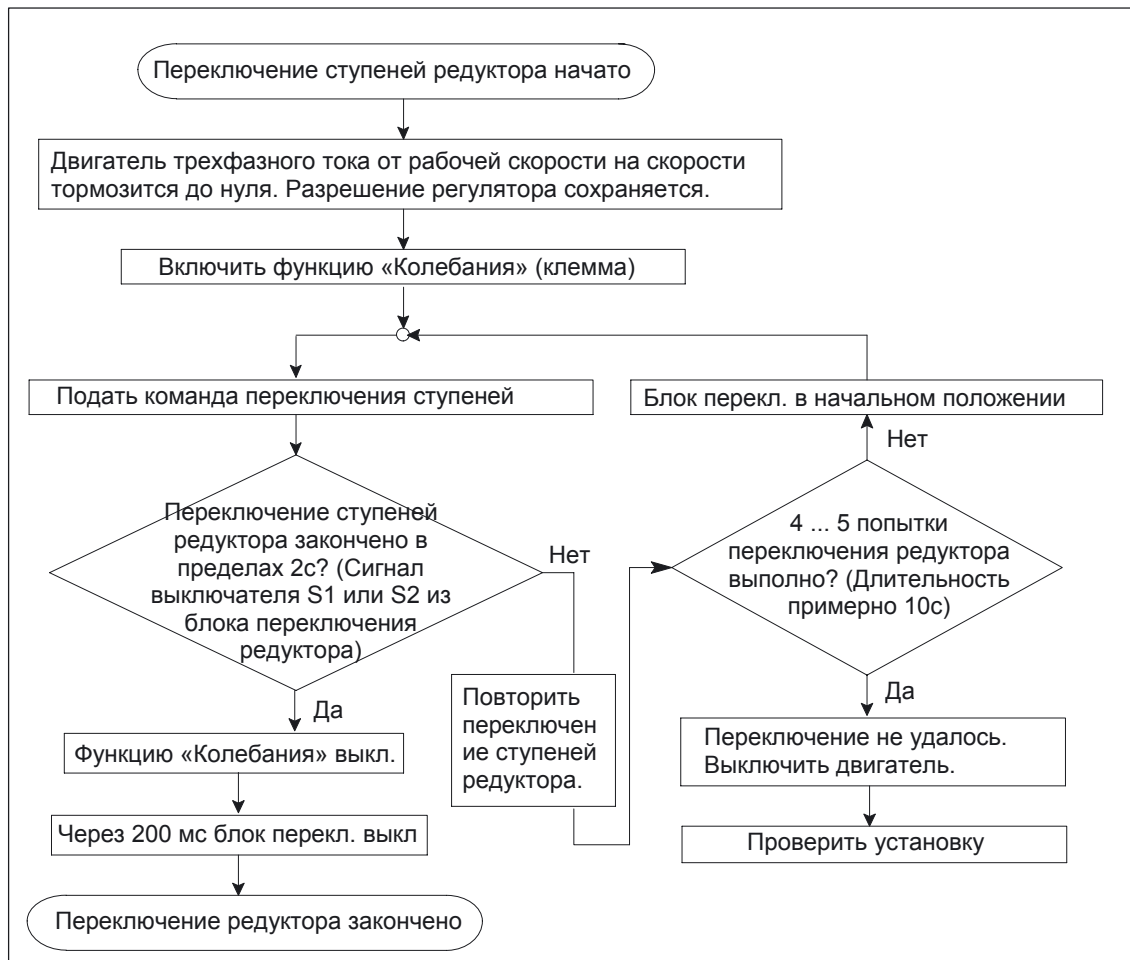 Переключение ступеней редуктора начато
Двигатель трехфазного тока от рабочей скорости на скорости
тормозится до нуля. Разрешение регулятора сохраняется.
Включить функцию «Колебания» (клемма)
Подать команда переключения ступеней
Блок перекл. в начальном положении
Нет
Переключение ступеней
редуктора закончено в
пределах 2с? (Сигнал
выключателя S1 или S2 из
блока переключения
редуктора)
Нет
4 ... 5 попытки
переключения редуктора
выполно? (Длительность
примерно 10с)
Да
Повторить
переключен
ие ступеней
редуктора.
Да
Функцию «Колебания» выкл.
Переключение не удалось.
Выключить двигатель.
Через 200 мс блок перекл. выкл
Проверить установку
Переключение редуктора закончено